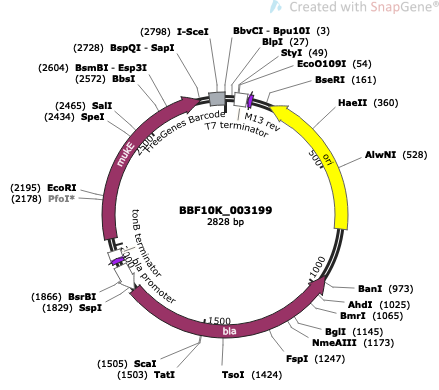 Created with SnapGene®
(2798) I-SceI
BbvCI - Bpu10I (3)
BlpI (27)
StyI (49)
EcoO109I (54)
BseRI (161)
HaeII (360)
AlwNI (528)
(2728) BspQI - SapI
(2604) BsmBI - Esp3I
(2572) BbsI
(2465) SalI
(2434) SpeI
(2195) EcoRI
(2178) PfoI*
FreeGenes Barcode
T7 terminator
M13 rev
ori
500
mukE
2500
BBF10K_003199
2828 bp
tonB terminator
bla promoter
1000
BanI (973)
AhdI (1025)
BmrI (1065)
BglI (1145)
NmeAIII (1173)
FspI (1247)
TsoI (1424)
(1866) BsrBI
(1829) SspI
(1505) ScaI
(1503) TatI
1500
bla